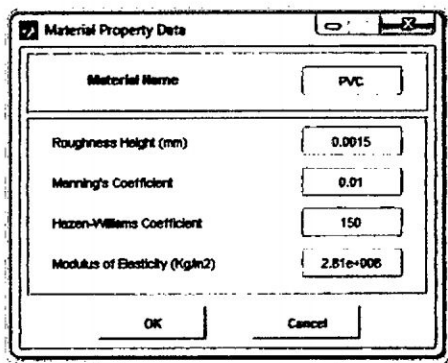 Material Property Data
Material Name PVC
Roughness Height (mm) 0.0015
Manning's Coefficient 0.01
Hazen-Williams Coefficient 150
Modulus of Elasticity (Kg/m2) 2.81e+008
OK Cancel